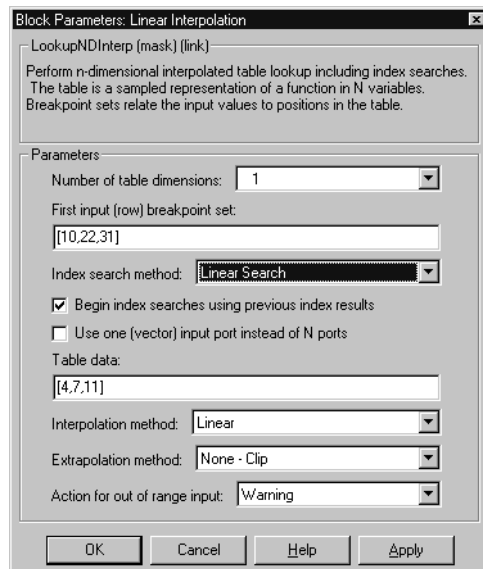 Block Parameters: Linear Interpolation
LookupNDInterp (mask) (link)
Perform n-dimensional interpolated table lookup including index searches.
The table is a sampled representation of a function in N variables.
Breakpoint sets relate the input values to positions in the table.
Parameters
Number of table dimensions: 1
First input (row) breakpoint set:
[10,22,31]
Index search method: Linear Search
Begin index searches using previous index results
Use one (vector) input port instead of N ports
Table data:
[4,7,11]
Interpolation method: Linear
Extrapolation method: None - Clip
Action for out of range input: Warning
OK Cancel Help Apply